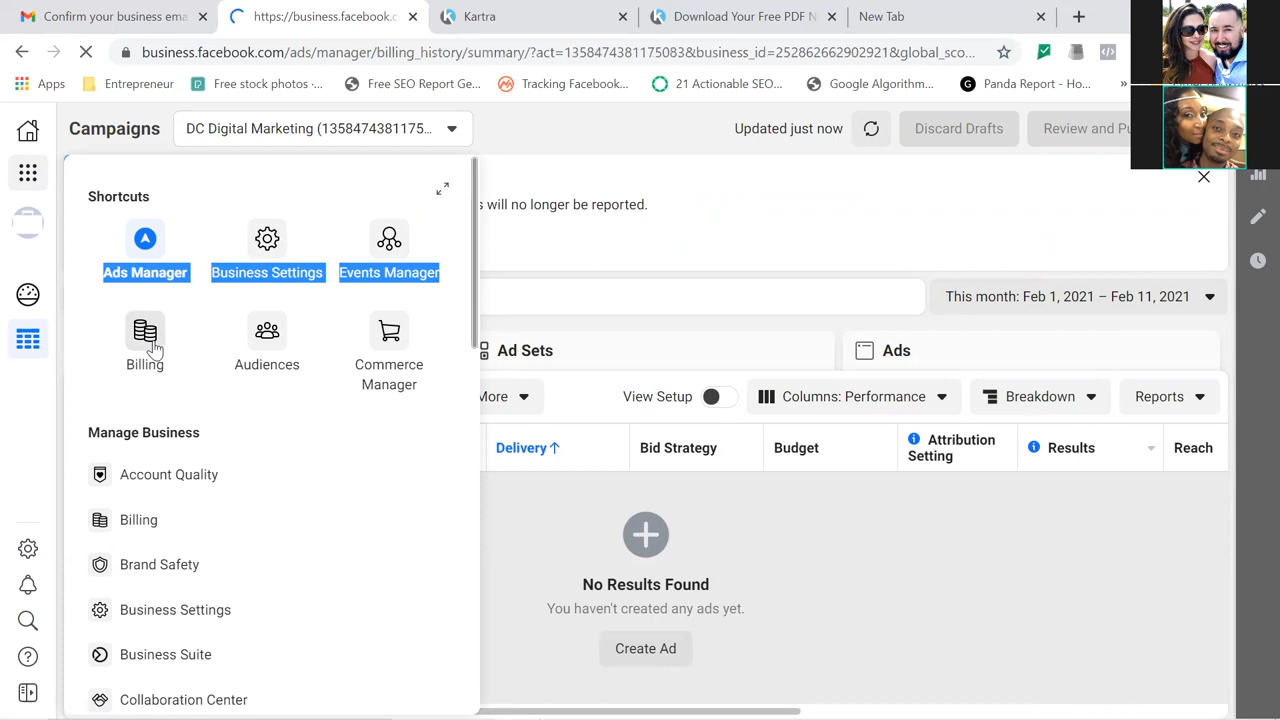 Confirm your business ema
https://business.facebook.c
Kartra
Download Your Free PDF N
New Tab
business.facebook.com/ads/manager/billing_history/summary/?act=1358474381175083&business_id=252862662902921&global_sco...
Apps
Entrepreneur
Free stock photos ·...
Free SEO Report G
Tracking Facebook...
21 Actionable SEO...
Google Algorithm...
Panda Report - Ho...
»
Campaigns
DC Digital Marketing (1358474381175...
Updated just now
Discard Drafts
Review and Pu
Shortcuts
s will no longer be reported.
Ads Manager
Business Settings
Events Manager
This month: Feb 1, 2021 – Feb 11, 2021
Billing
Audiences
Commerce Manager
Ad Sets
Ads
More
View Setup
Columns: Performance
Breakdown
Reports
Manage Business
Delivery ↑
Bid Strategy
Budget
Attribution Setting
Results
Reach
Account Quality
Billing
Brand Safety
Business Settings
Business Suite
Collaboration Center
No Results Found
You haven't created any ads yet.
Create Ad